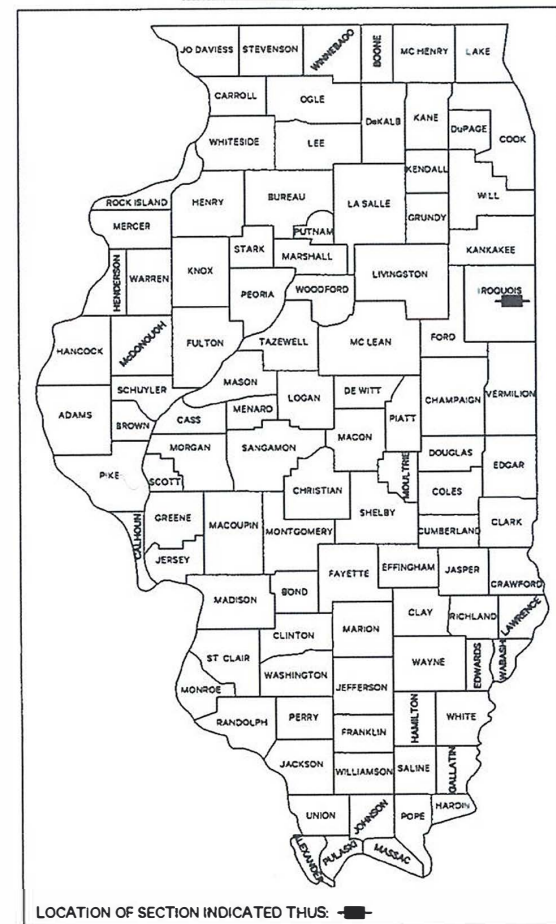 JO DAVIESS
STEVENSON
WINNEBAGO
BOONE
MC HENRY
LAKE
CARROLL
OGLE
DeKALB
KANE
DuPAGE
COOK
WHITESIDE
LEE
KENDALL
WILL
ROCK ISLAND
HENRY
BUREAU
LA SALLE
GRUNDY
MERCER
PUTNAM
KANKAKEE
STARK
MARSHALL
LIVINGSTON
HENDERSON
WARREN
KNOX
PEORIA
WOODFORD
IROQUOIS
McDONOUGH
FULTON
TAZEWELL
MC LEAN
FORD
HANCOCK
MASON
SCHUYLER
LOGAN
DE WITT
CHAMPAIGN
VERMILION
ADAMS
BROWN
CASS
MENARD
PIATT
MACON
MORGAN
SANGAMON
DOUGLAS
EDGAR
PIKE
SCOTT
CHRISTIAN
MOULTRIE
COLES
CALHOUN
GREENE
MACOUPIN
MONTGOMERY
SHELBY
CUMBERLAND
CLARK
JERSEY
FAYETTE
EFFINGHAM
JASPER
CRAWFORD
MADISON
BOND
CLAY
RICHLAND
LAWRENCE
CLINTON
MARION
ST CLAIR
WAYNE
EDWARDS
WABASH
WASHINGTON
MONROE
JEFFERSON
RANDOLPH
PERRY
HAMILTON
WHITE
FRANKLIN
JACKSON
WILLIAMSON
SALINE
GALLATIN
UNION
JOHNSON
POPE
HARDIN
ALEXANDER
PULASKI
MASSAC
LOCATION OF SECTION INDICATED THUS: